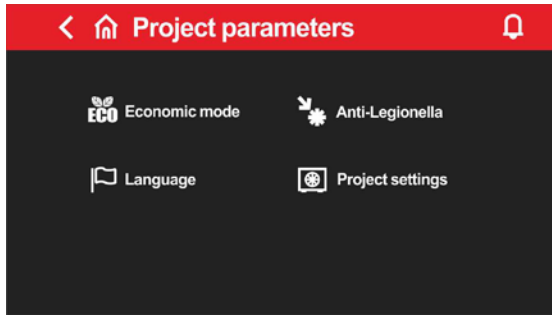 Project parameters
ECO Economic mode
Anti-Legionella
Language
Project settings